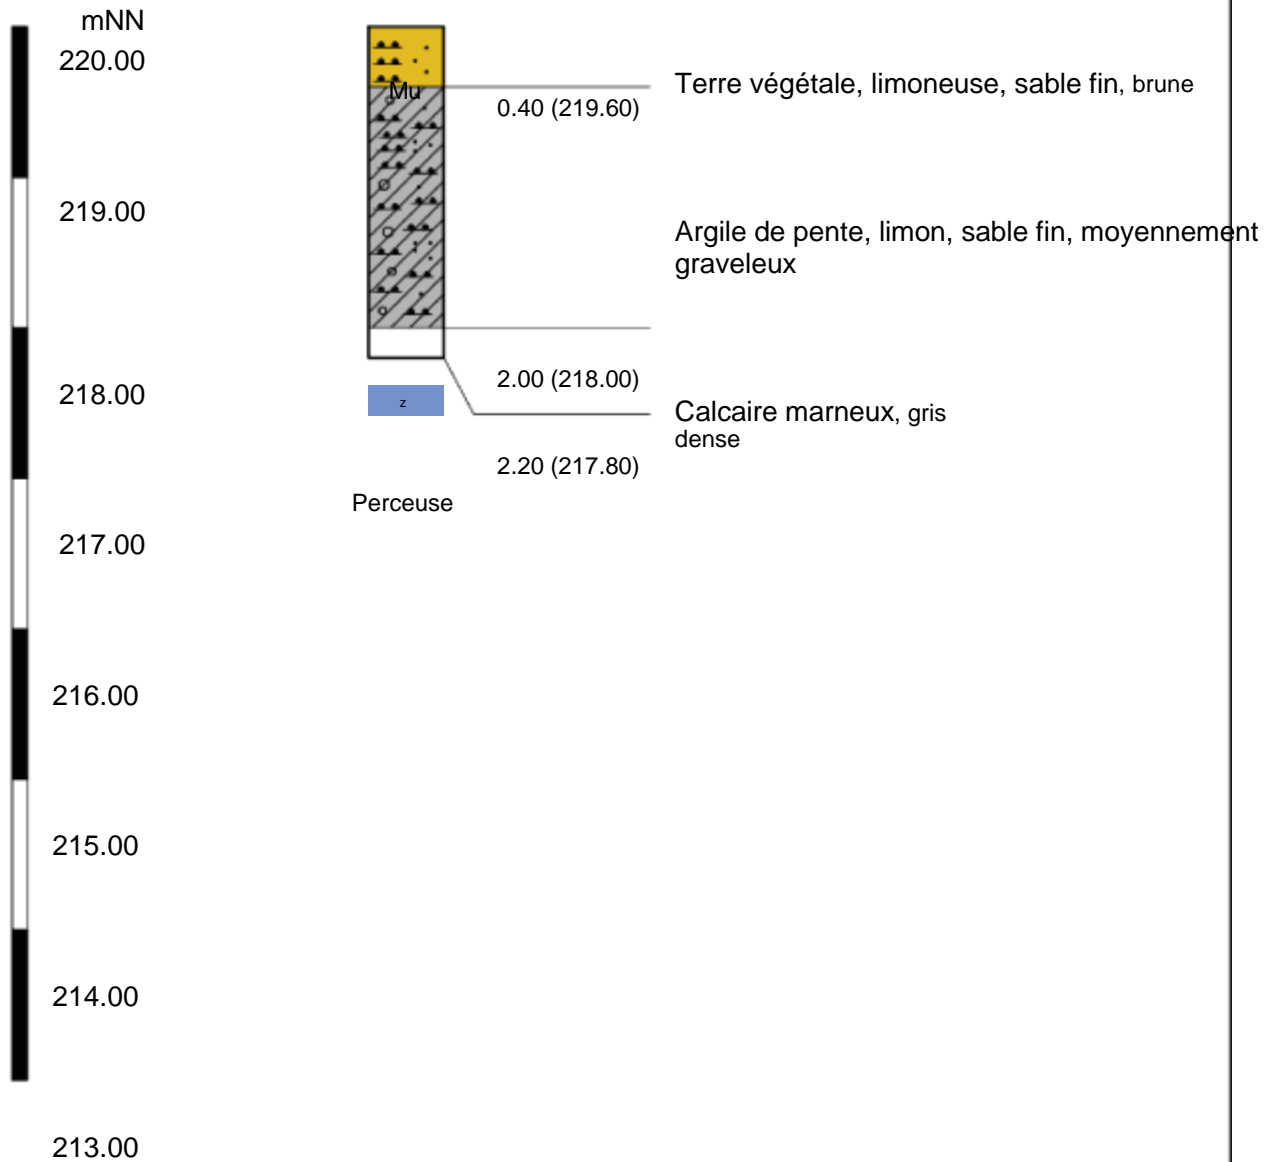 mNN
220.00
Mu
0.40 (219.60)
Terre végétale, limoneuse, sable fin, brune
219.00
Argile de pente, limon, sable fin, moyennement
graveleux
218.00
2.00 (218.00)
z
Calcaire marneux, gris
dense
2.20 (217.80)
Perceuse
217.00
216.00
215.00
214.00
213.00